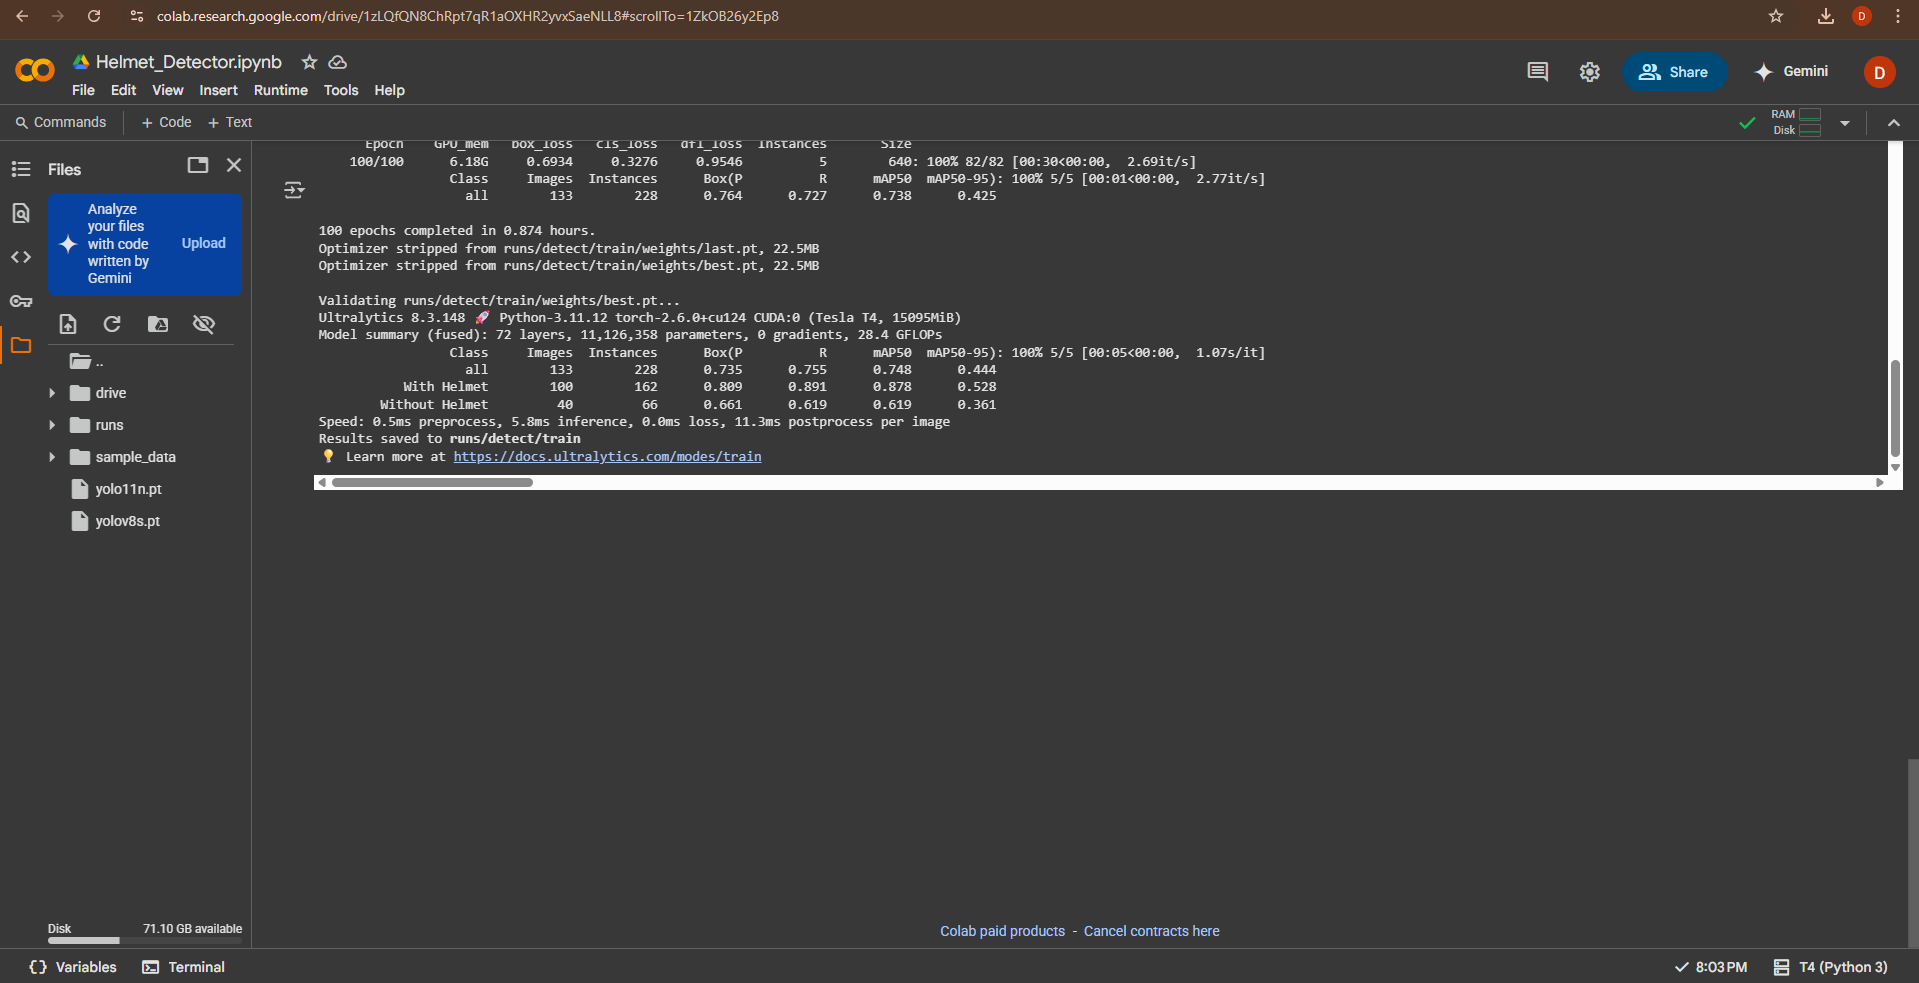 colab.research.google.com/drive/1zLQfQN8ChRpt7qR1aOXHR2yvxSaeNLL8#scrollTo=1ZkOB26y2Ep8
D
CO
Helmet_Detector.ipynb
File Edit View Insert Runtime Tools Help
Share
Gemini
D
Commands + Code + Text
RAM
Disk
Files
Analyze
your files
with code
written by
Gemini
Upload
..
drive
runs
sample_data
yolo11n.pt
yolov8s.pt
Disk 71.10 GB available
Epoch GPU_mem box_loss cls_loss dfl_loss Instances Size
100/100 6.18G 0.6934 0.3276 0.9546 5 640: 100% 82/82 [00:30<00:00, 2.69it/s]
Class Images Instances Box(P R mAP50 mAP50-95): 100% 5/5 [00:01<00:00, 2.77it/s]
all 133 228 0.764 0.727 0.738 0.425
100 epochs completed in 0.874 hours.
Optimizer stripped from runs/detect/train/weights/last.pt, 22.5MB
Optimizer stripped from runs/detect/train/weights/best.pt, 22.5MB
Validating runs/detect/train/weights/best.pt...
Ultralytics 8.3.148 🚀 Python-3.11.12 torch-2.6.0+cu124 CUDA:0 (Tesla T4, 15095MiB)
Model summary (fused): 72 layers, 11,126,358 parameters, 0 gradients, 28.4 GFLOPs
Class Images Instances Box(P R mAP50 mAP50-95): 100% 5/5 [00:05<00:00, 1.07s/it]
all 133 228 0.735 0.755 0.748 0.444
With Helmet 100 162 0.809 0.891 0.878 0.528
Without Helmet 40 66 0.661 0.619 0.619 0.361
Speed: 0.5ms preprocess, 5.8ms inference, 0.0ms loss, 11.3ms postprocess per image
Results saved to runs/detect/train
💡 Learn more at https://docs.ultralytics.com/modes/train
Colab paid products - Cancel contracts here
{} Variables Terminal
8:03 PM T4 (Python 3)